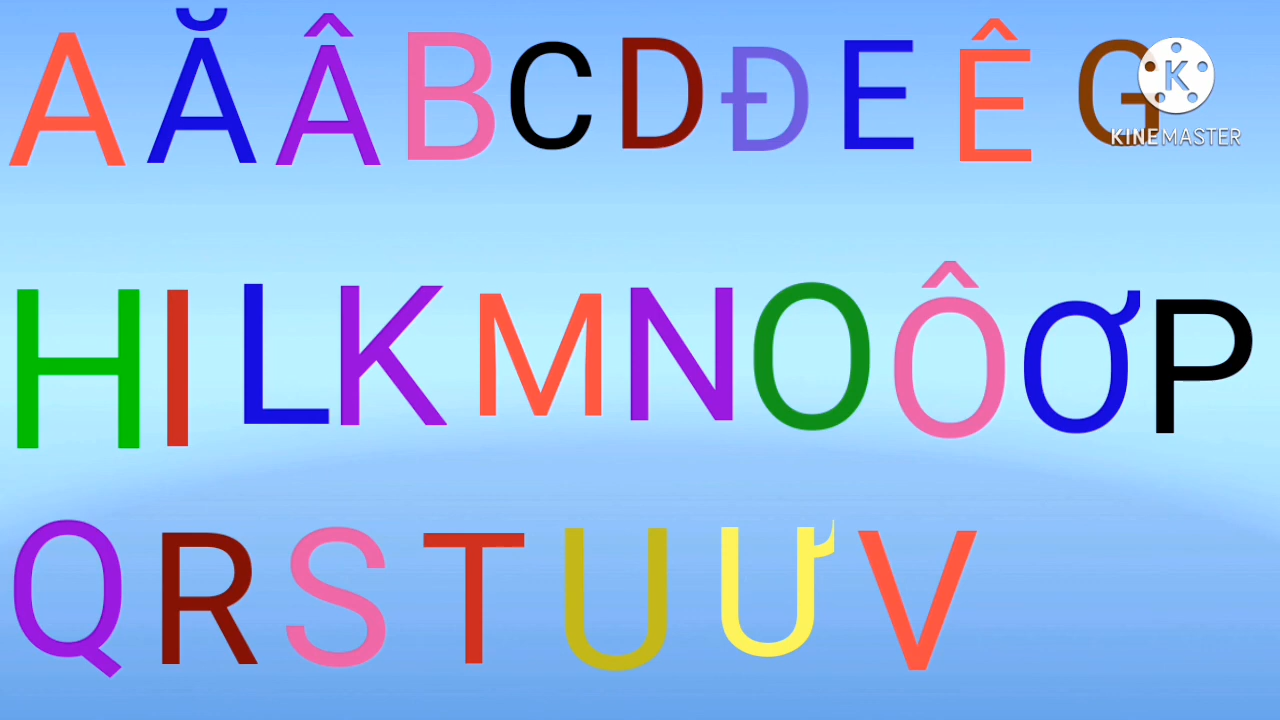 A Ă Â B C D Đ E Ê G
K
KINEMASTER
H I L K M N O Ô Ơ P
Q R S T U Ư V